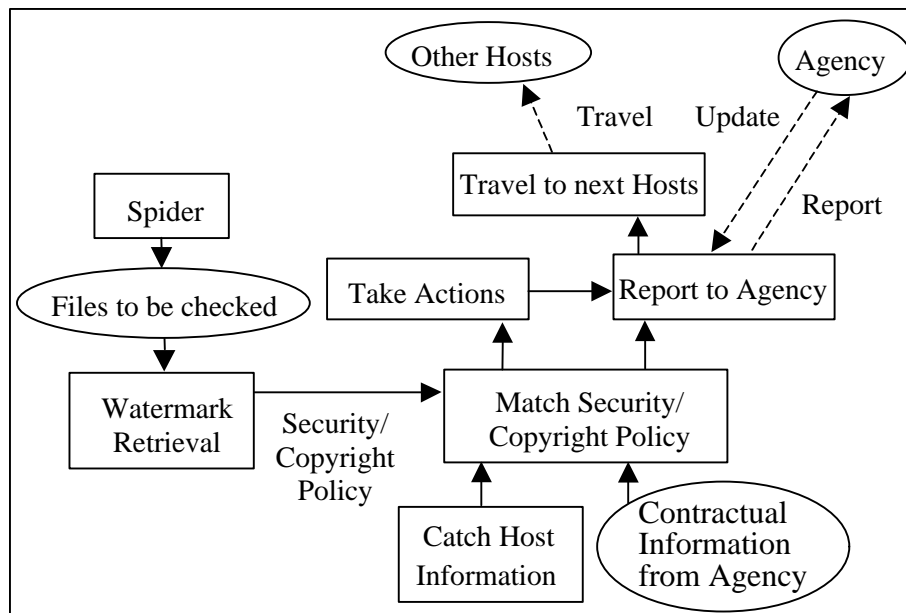 Other Hosts
Agency
Travel
Update
Travel to next Hosts
Report
Spider
Files to be checked
Take Actions
Report to Agency
Watermark
Retrieval
Security/
Copyright
Policy
Match Security/
Copyright Policy
Catch Host
Information
Contractual
Information
from Agency